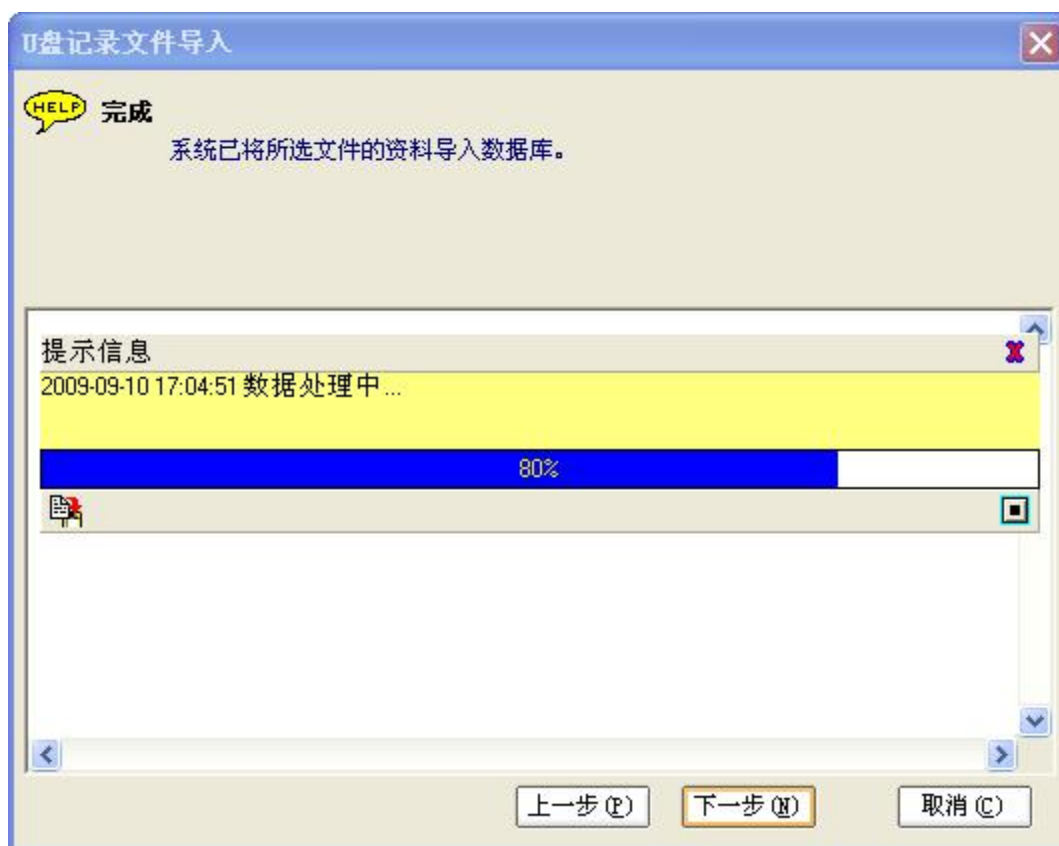 U盘记录文件导入
HELP 完成
系统已将所选文件的资料导入数据库。
提示信息
2009-09-10 17:04:51 数据处理中...
80%
上一步(P) 下一步(N) 取消(C)